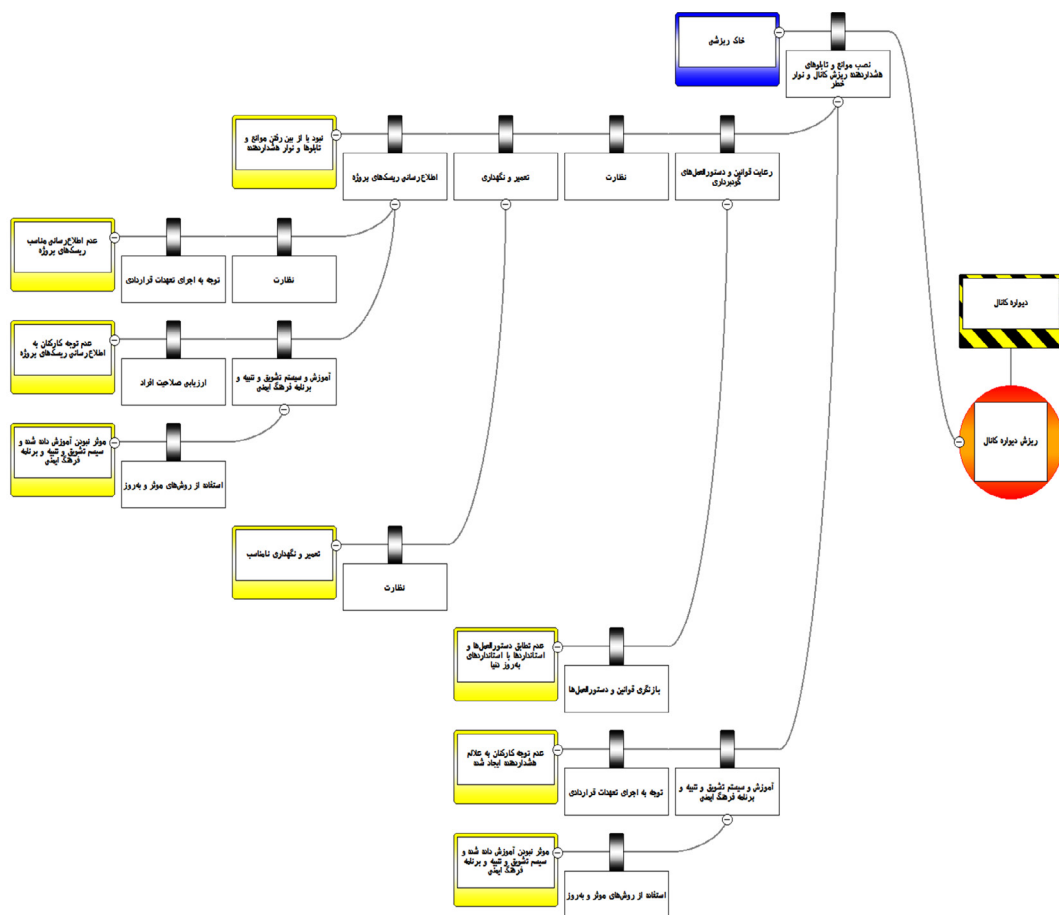 خاک ریزشی
نصب موانع و تابلوهای
هشداردهنده ریزش کانال و نوار
خطر
نبود یا از بین رفتن موانع و
تابلوها و نوار هشداردهنده
اطلاع‌رسانی ریسک‌های پروژه
تعمیر و نگهداری
نظارت
رعایت قوانین و دستورالعمل‌های
گودبرداری
عدم اطلاع‌رسانی مناسب
ریسک‌های پروژه
توجه به اجرای تعهدات قراردادی
نظارت
دیواره کانال
عدم توجه کارکنان به
اطلاع‌رسانی ریسک‌های پروژه
ارزیابی صلاحیت افراد
آموزش و سیستم تشویق و تنبیه و
برنامه فرهنگ ایمنی
ریزش دیواره کانال
موثر نبودن آموزش داده شده و
سیسم تشویق و تنبیه و برنامه
فرهنگ ایمنی
استفاده از روش‌های موثر و به‌روز
تعمیر و نگهداری نامناسب
نظارت
عدم تطابق دستورالعمل‌ها و
استانداردها با استانداردهای
به‌روز دنیا
بازنگری قوانین و دستورالعمل‌ها
عدم توجه کارکنان به علائم
هشداردهنده ایجاد شده
توجه به اجرای تعهدات قراردادی
آموزش و سیستم تشویق و تنبیه و
برنامه فرهنگ ایمنی
موثر نبودن آموزش داده شده و
سیسم تشویق و تنبیه و برنامه
فرهنگ ایمنی
استفاده از روش‌های موثر و به‌روز